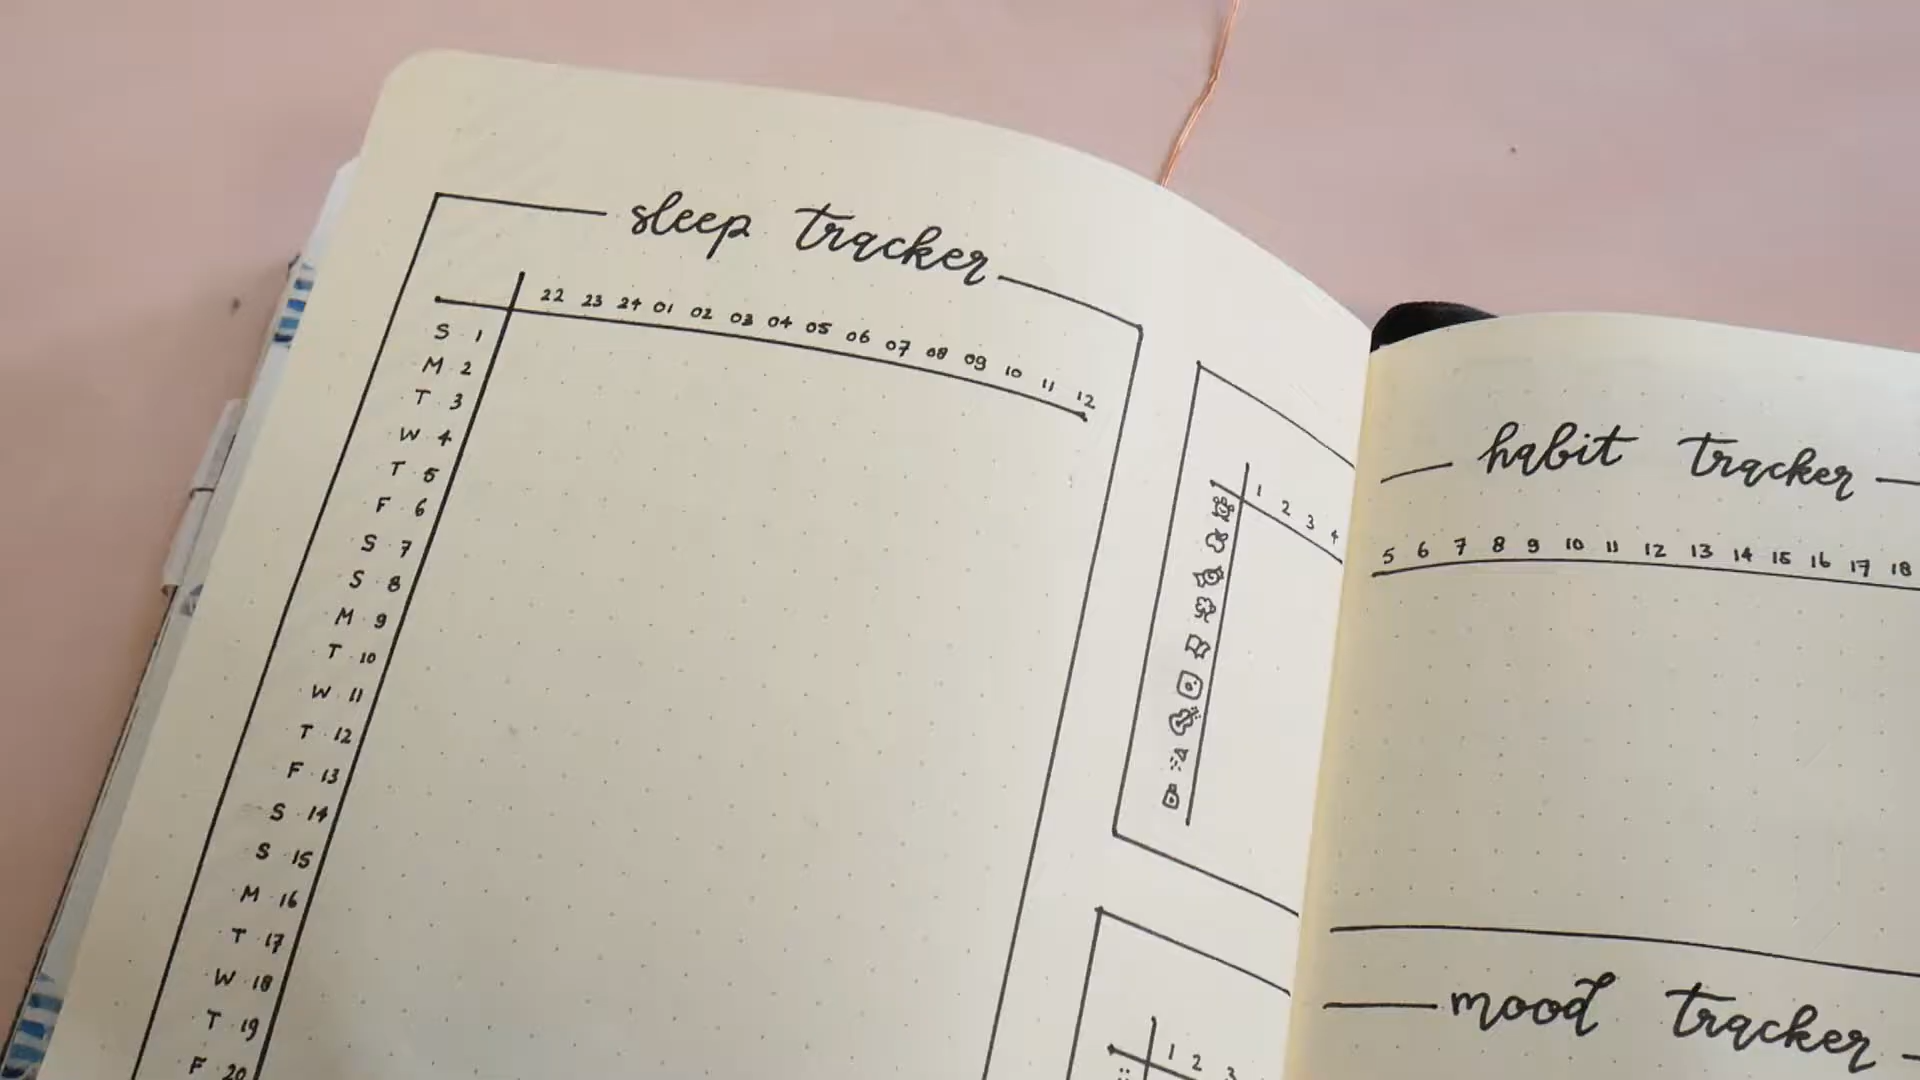 sleep tracker
22 23 24 01 02 03 04 05 06 07 08 09 10 11 12
S 1
M 2
T 3
W 4
T 5
F 6
S 7
S 8
M 9
T 10
W 11
T 12
F 13
S 14
S 15
M 16
T 17
W 18
T 19
F 20
habit tracker
1 2 3 4 5 6 7 8 9 10 11 12 13 14 15 16 17 18
mood tracker
1 2 3